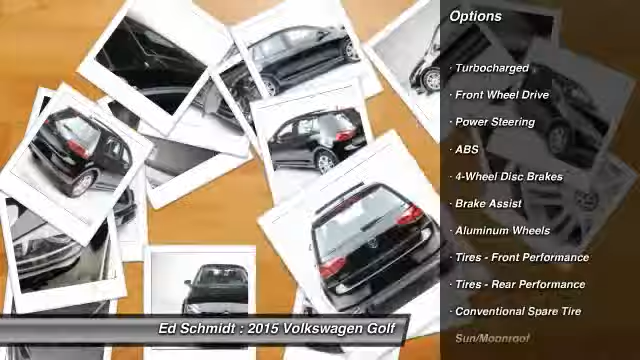 Options
· Turbocharged
· Front Wheel Drive
· Power Steering
· ABS
· 4-Wheel Disc Brakes
· Brake Assist
· Aluminum Wheels
· Tires - Front Performance
· Tires - Rear Performance
· Conventional Spare Tire
Sun/Moonroof
Ed Schmidt : 2015 Volkswagen Golf